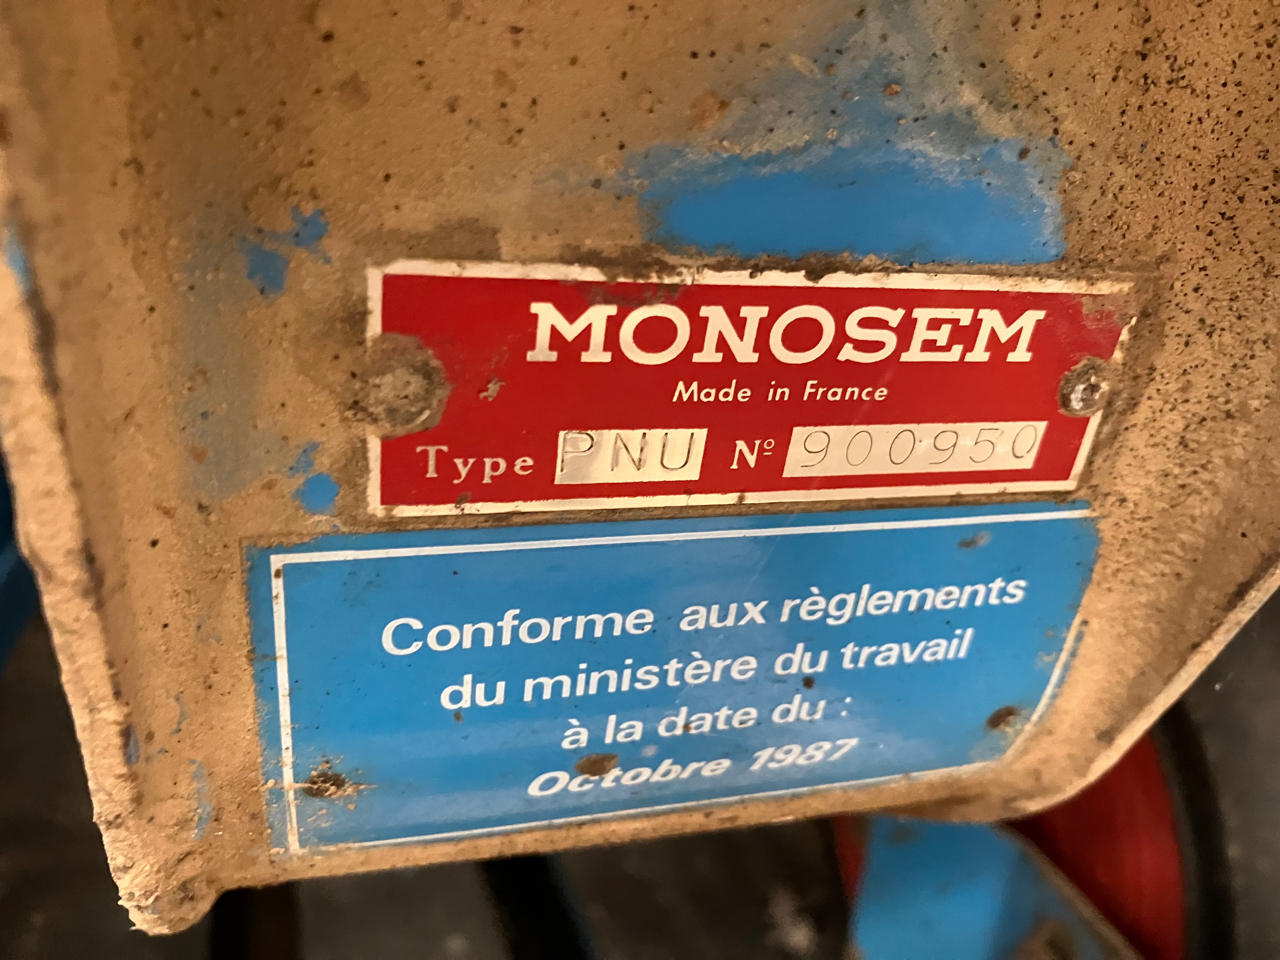 MONOSEM
Made in France
Type PNU Nº 900950
Conforme aux règlements
du ministère du travail
à la date du :
Octobre 1987